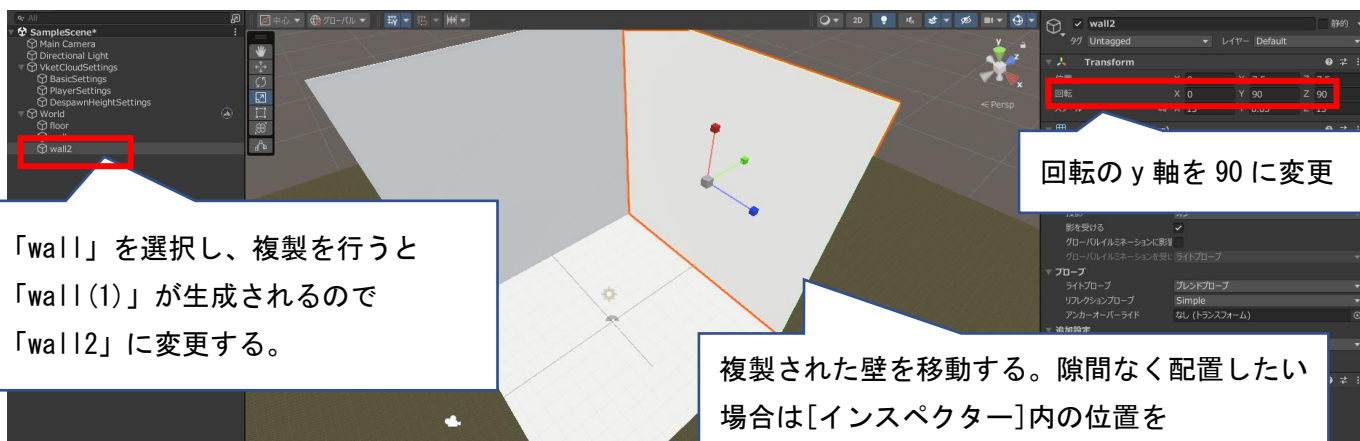 All
中心 グローバル
2D
SampleScene*
Main Camera
Directional Light
VketCloudSettings
BasicSettings
PlayerSettings
DespawnHeightSettings
World
floor
wall2
y
z
x
< Persp
wall2 静的
タグ Untagged レイヤー Default
Transform
回転 X 0 Y 90 Z 90
回転の y 軸を 90 に変更
「wall」を選択し、複製を行うと
「wall(1)」が生成されるので
「wall2」に変更する。
影を受ける
グローバルイルミネーションに影響
グローバルイルミネーションを受け ライトプローブ
プローブ
ライトプローブ ブレンドプローブ
リフレクションプローブ Simple
アンカーオーバーライド なし (トランスフォーム)
追加設定
複製された壁を移動する。隙間なく配置したい
場合は[インスペクター]内の位置を